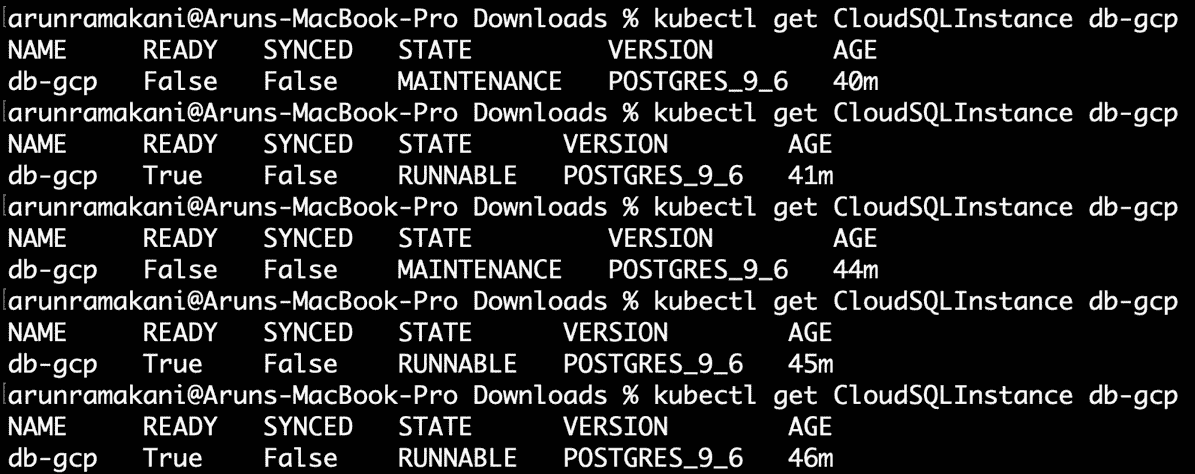 arunramakani@Aruns-MacBook-Pro Downloads % kubectl get CloudSQLInstance db-gcp
NAME READY SYNCED STATE VERSION AGE
db-gcp False False MAINTENANCE POSTGRES_9_6 40m
arunramakani@Aruns-MacBook-Pro Downloads % kubectl get CloudSQLInstance db-gcp
NAME READY SYNCED STATE VERSION AGE
db-gcp True False RUNNABLE POSTGRES_9_6 41m
arunramakani@Aruns-MacBook-Pro Downloads % kubectl get CloudSQLInstance db-gcp
NAME READY SYNCED STATE VERSION AGE
db-gcp False False MAINTENANCE POSTGRES_9_6 44m
arunramakani@Aruns-MacBook-Pro Downloads % kubectl get CloudSQLInstance db-gcp
NAME READY SYNCED STATE VERSION AGE
db-gcp True False RUNNABLE POSTGRES_9_6 45m
arunramakani@Aruns-MacBook-Pro Downloads % kubectl get CloudSQLInstance db-gcp
NAME READY SYNCED STATE VERSION AGE
db-gcp True False RUNNABLE POSTGRES_9_6 46m